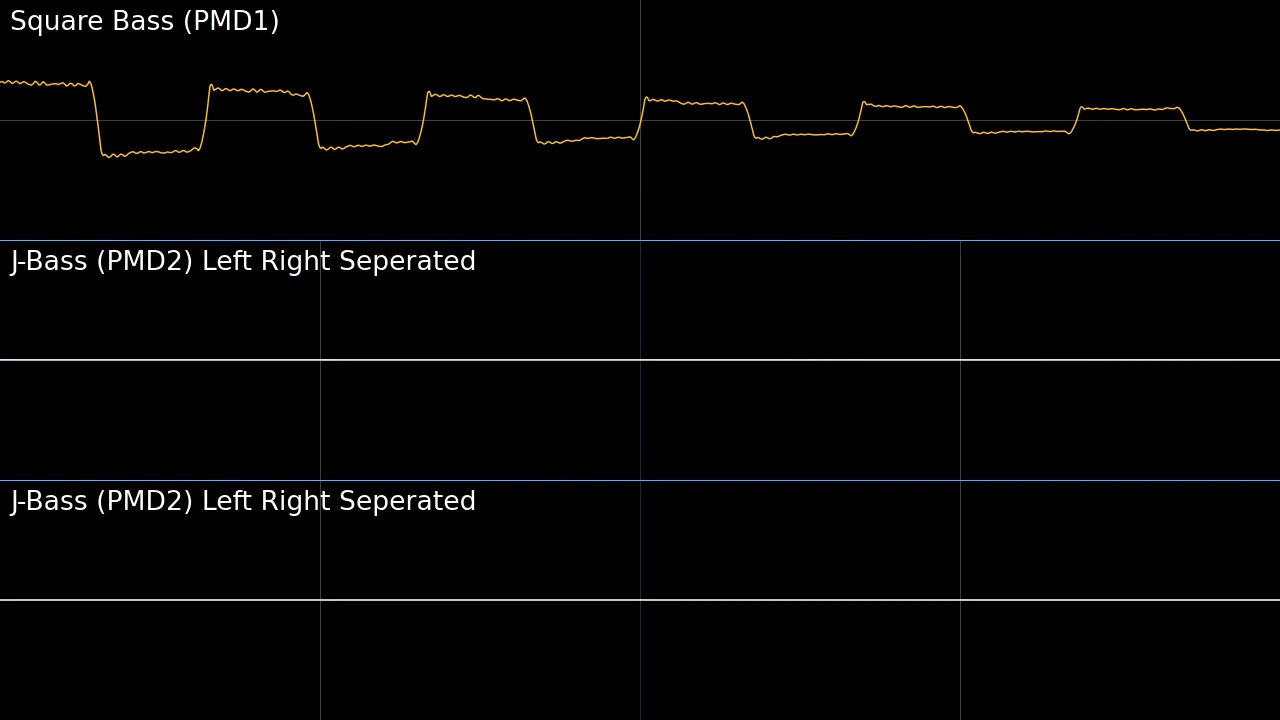 Square Bass (PMD1)
J-Bass (PMD2) Left Right Seperated
J-Bass (PMD2) Left Right Seperated